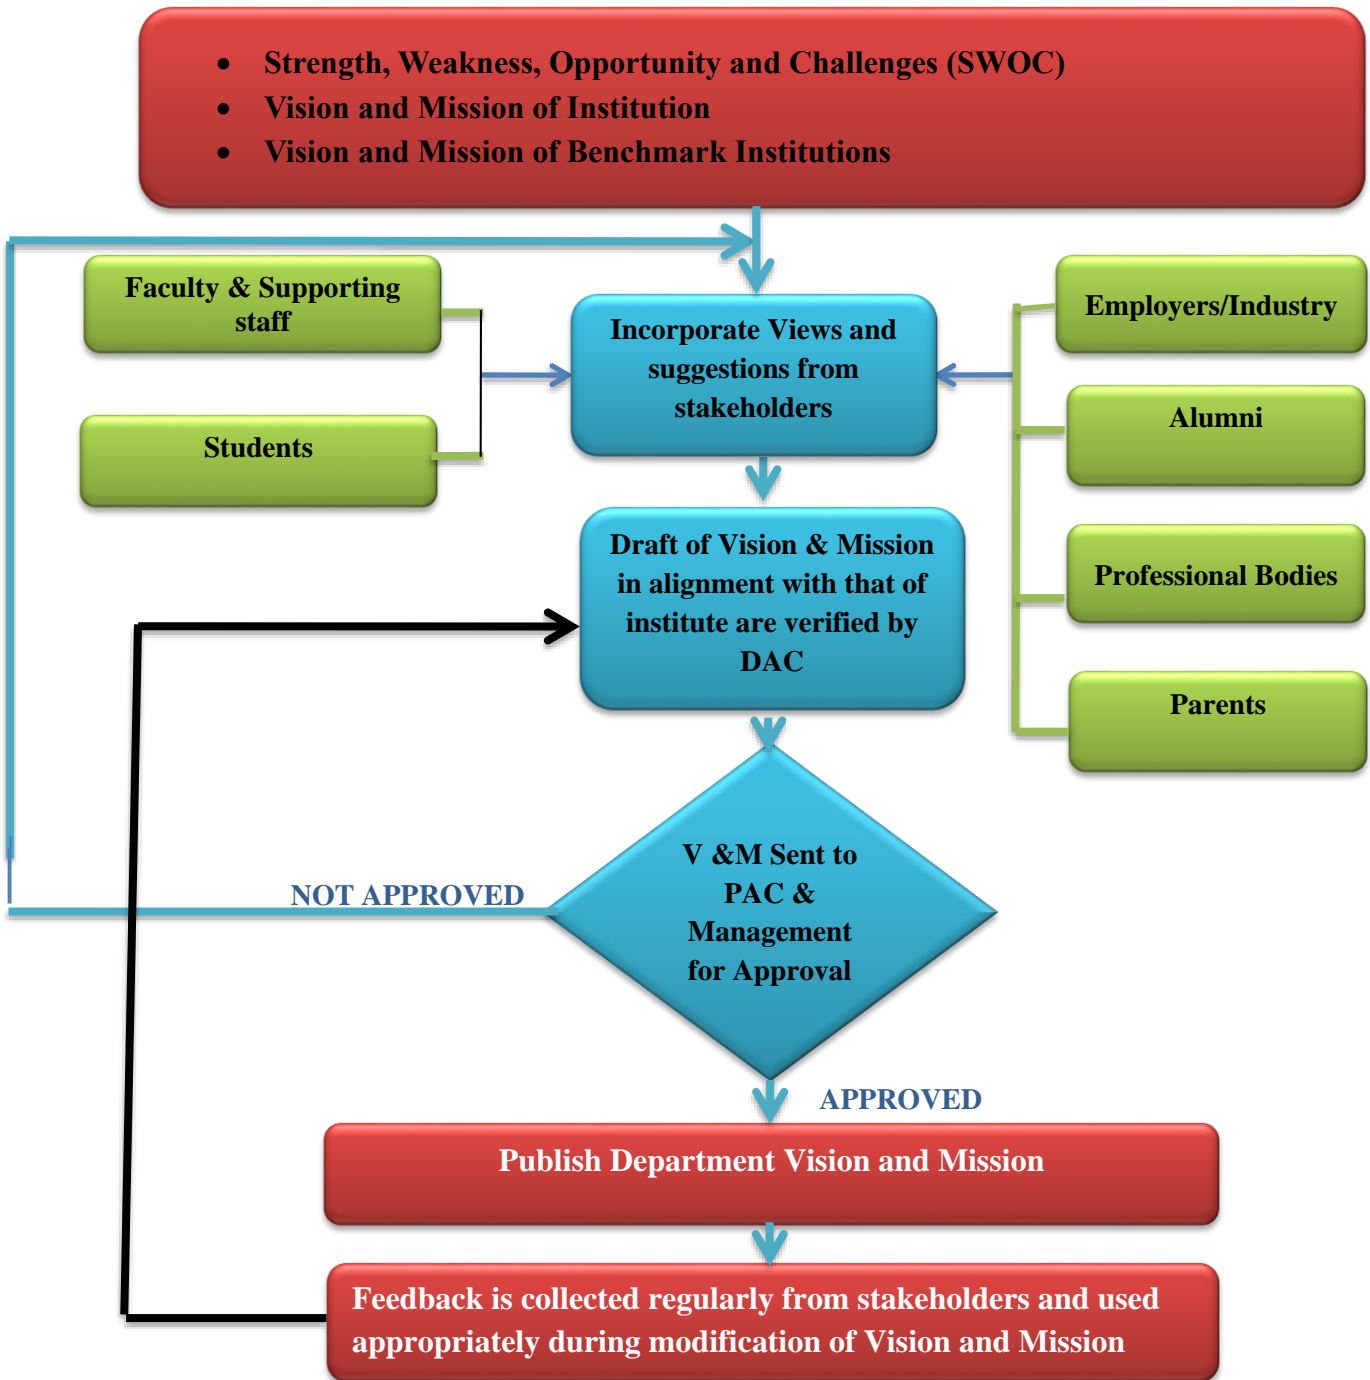 • Strength, Weakness, Opportunity and Challenges (SWOC)
• Vision and Mission of Institution
• Vision and Mission of Benchmark Institutions
Faculty & Supporting
staff
Students
Incorporate Views and
suggestions from
stakeholders
Employers/Industry
Alumni
Professional Bodies
Parents
Draft of Vision & Mission
in alignment with that of
institute are verified by
DAC
V &M Sent to
PAC &
Management
for Approval
NOT APPROVED
APPROVED
Publish Department Vision and Mission
Feedback is collected regularly from stakeholders and used
appropriately during modification of Vision and Mission